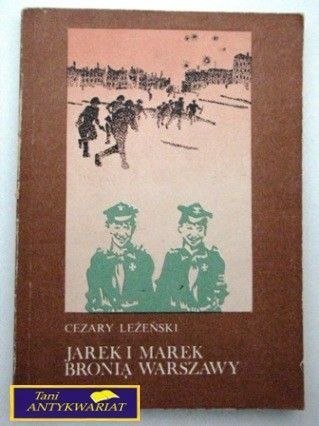 CEZARY LEŻEŃSKI
JAREK I MAREK
BRONIĄ WARSZAWY
Tani
ANTYKWARIAT